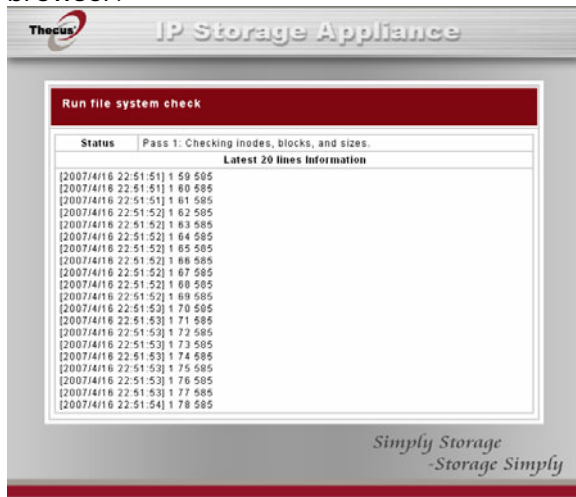 browser.
Thecus
IP Storage Appliance
Run file system check
Status Pass 1: Checking inodes, blocks, and sizes.
Latest 20 lines Information
[2007/4/16 22:51:51] 1 59 585
[2007/4/16 22:51:51] 1 60 585
[2007/4/16 22:51:51] 1 61 585
[2007/4/16 22:51:52] 1 62 585
[2007/4/16 22:51:52] 1 63 585
[2007/4/16 22:51:52] 1 64 585
[2007/4/16 22:51:52] 1 65 585
[2007/4/16 22:51:52] 1 66 585
[2007/4/16 22:51:52] 1 67 585
[2007/4/16 22:51:52] 1 68 585
[2007/4/16 22:51:52] 1 69 585
[2007/4/16 22:51:53] 1 70 585
[2007/4/16 22:51:53] 1 71 585
[2007/4/16 22:51:53] 1 72 585
[2007/4/16 22:51:53] 1 73 585
[2007/4/16 22:51:53] 1 74 585
[2007/4/16 22:51:53] 1 75 585
[2007/4/16 22:51:53] 1 76 585
[2007/4/16 22:51:53] 1 77 585
[2007/4/16 22:51:54] 1 78 585
Simply Storage
-Storage Simply